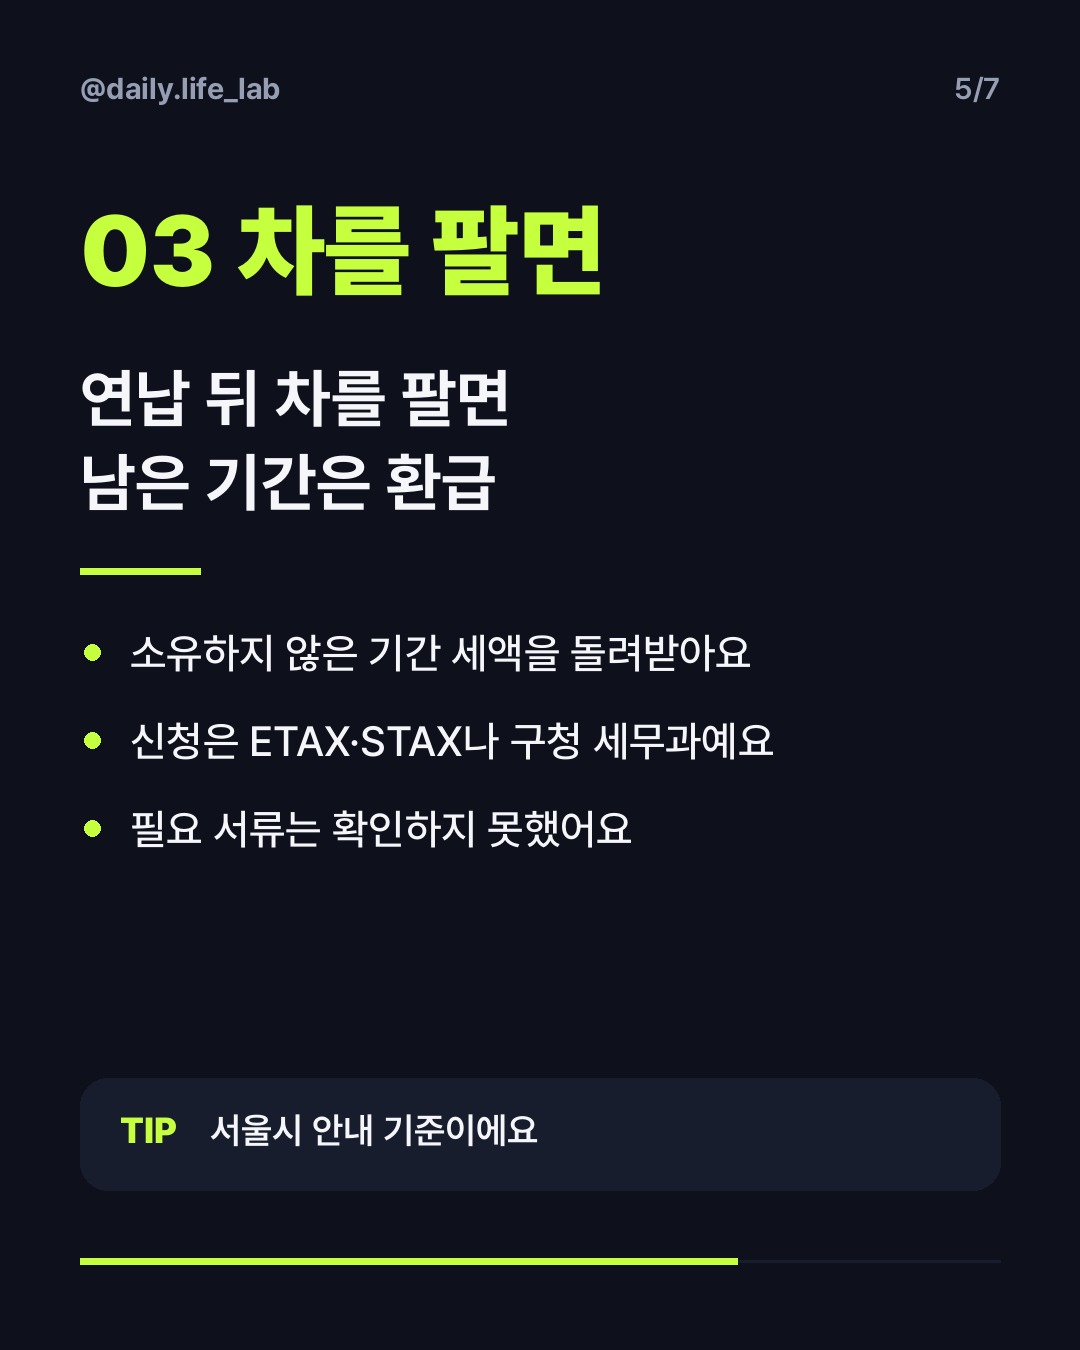 @daily.life_lab
5/7
03 차를 팔면
연납 뒤 차를 팔면
남은 기간은 환급
소유하지 않은 기간 세액을 돌려받아요
신청은 ETAX·STAX나 구청 세무과예요
필요 서류는 확인하지 못했어요
TIP 서울시 안내 기준이에요